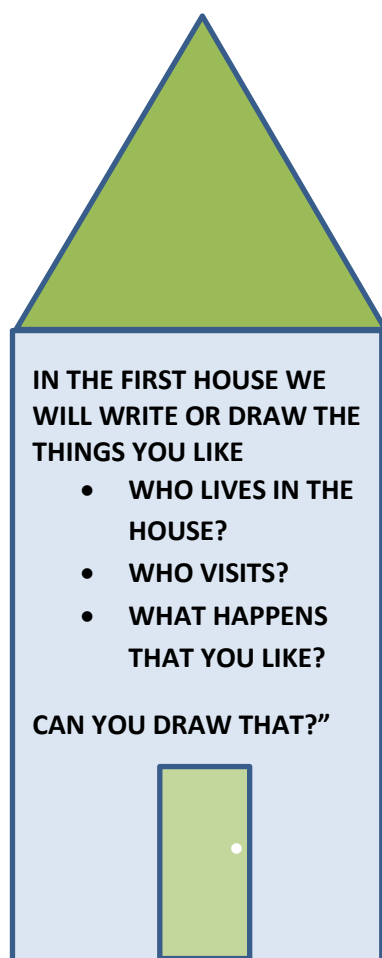 IN THE FIRST HOUSE WE
WILL WRITE OR DRAW THE
THINGS YOU LIKE
• WHO LIVES IN THE
HOUSE?
• WHO VISITS?
• WHAT HAPPENS
THAT YOU LIKE?
CAN YOU DRAW THAT?”